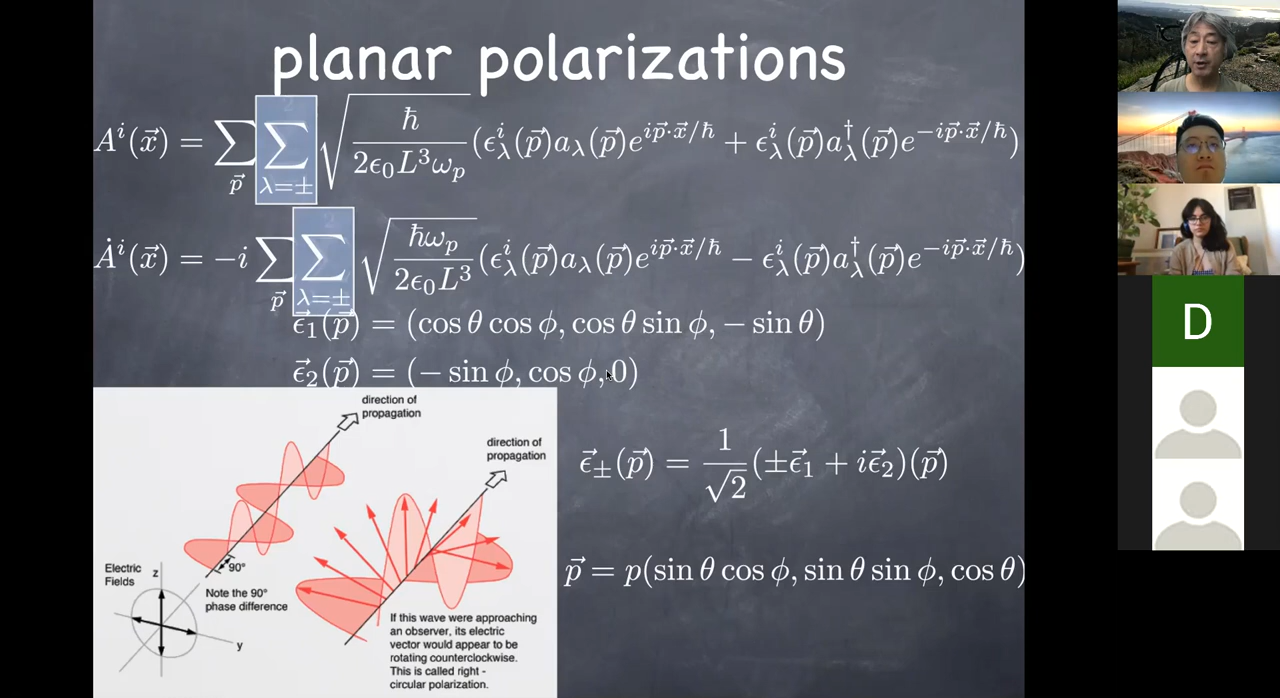 planar polarizations
$A^i(\vec{x}) = \sum_{\vec{p}} \sum_{\lambda=\pm}^{2} \sqrt{\frac{\hbar}{2\epsilon_0 L^3 \omega_p}} (\epsilon^i_\lambda(\vec{p}) a_\lambda(\vec{p}) e^{i\vec{p}\cdot\vec{x}/\hbar} + \epsilon^i_\lambda(\vec{p}) a^\dagger_\lambda(\vec{p}) e^{-i\vec{p}\cdot\vec{x}/\hbar})$
$\dot{A}^i(\vec{x}) = -i \sum_{\vec{p}} \sum_{\lambda=\pm} \sqrt{\frac{\hbar\omega_p}{2\epsilon_0 L^3}} (\epsilon^i_\lambda(\vec{p}) a_\lambda(\vec{p}) e^{i\vec{p}\cdot\vec{x}/\hbar} - \epsilon^i_\lambda(\vec{p}) a^\dagger_\lambda(\vec{p}) e^{-i\vec{p}\cdot\vec{x}/\hbar})$
$\vec{\epsilon}_1(\vec{p}) = (\cos\theta\cos\phi, \cos\theta\sin\phi, -\sin\theta)$
$\vec{\epsilon}_2(\vec{p}) = (-\sin\phi, \cos\phi, 0)$
direction of
propagation
direction of
propagation
90°
Electric
Fields
z
y
Note the 90°
phase difference
If this wave were approaching
an observer, its electric
vector would appear to be
rotating counterclockwise.
This is called right -
circular polarization.
$\vec{\epsilon}_\pm(\vec{p}) = \frac{1}{\sqrt{2}}(\pm\vec{\epsilon}_1 + i\vec{\epsilon}_2)(\vec{p})$
$\vec{p} = p(\sin\theta\cos\phi, \sin\theta\sin\phi, \cos\theta)$
D